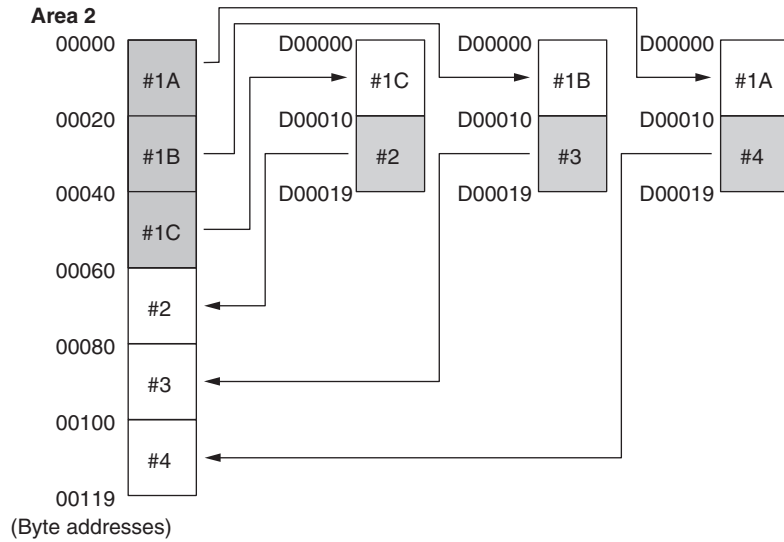 Area 2
00000 D00000 D00000 D00000
#1A #1C #1B #1A
00020 D00010 D00010 D00010
#1B #2 #3 #4
00040 D00019 D00019 D00019
#1C
00060
#2
00080
#3
00100
#4
00119
(Byte addresses)